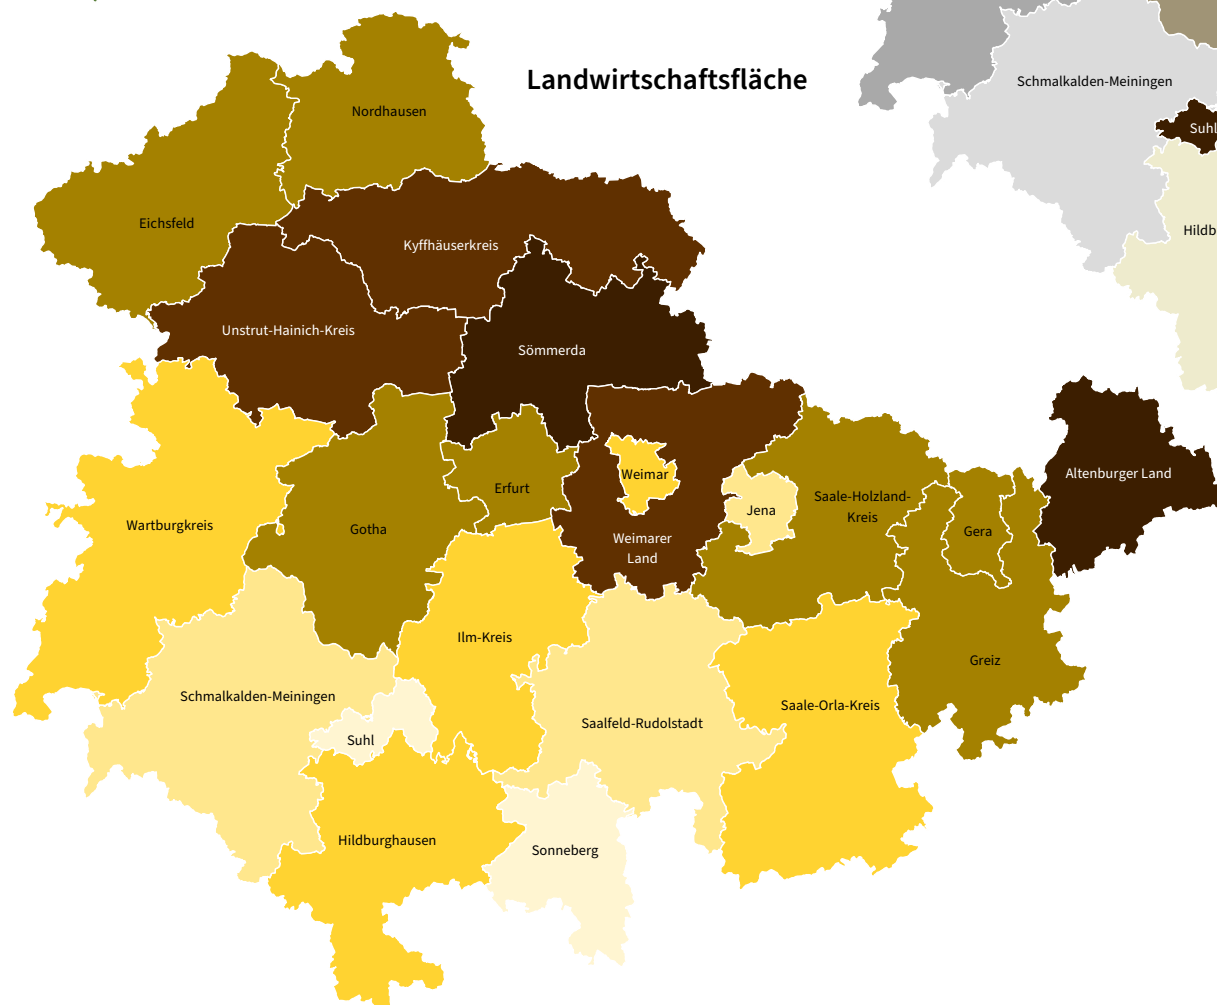 Landwirtschaftsfläche
Schmalkalden-Meiningen
Suhl
Hildb
Nordhausen
Eichsfeld
Kyffhäuserkreis
Unstrut-Hainich-Kreis
Sömmerda
Altenburger Land
Weimar
Erfurt
Saale-Holzland-
Kreis
Jena
Wartburgkreis
Gotha
Gera
Weimarer
Land
Ilm-Kreis
Greiz
Schmalkalden-Meiningen
Saale-Orla-Kreis
Saalfeld-Rudolstadt
Suhl
Hildburghausen
Sonneberg